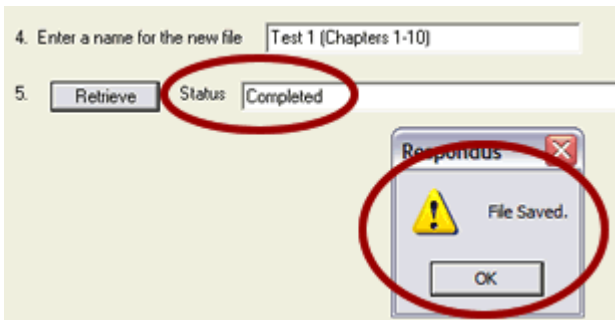 4. Enter a name for the new file Test 1 (Chapters 1-10)
5. Retrieve Status Completed
Respondus
File Saved.
OK